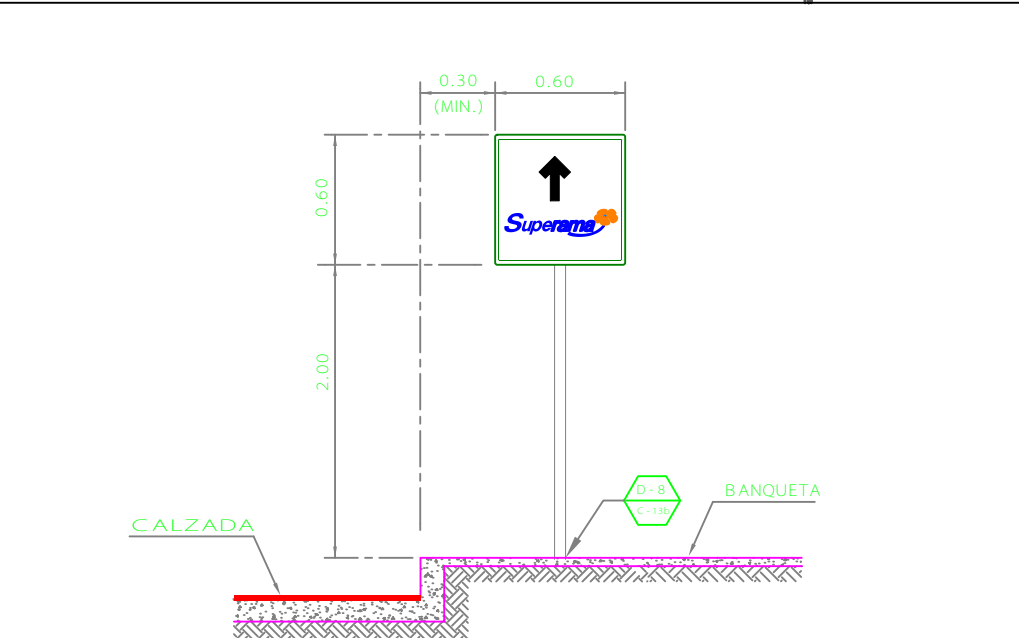 0.30
0.60
(MIN.)
0.60
Superama
2.00
D - 8
C - 13b
BANQUETA
CALZADA